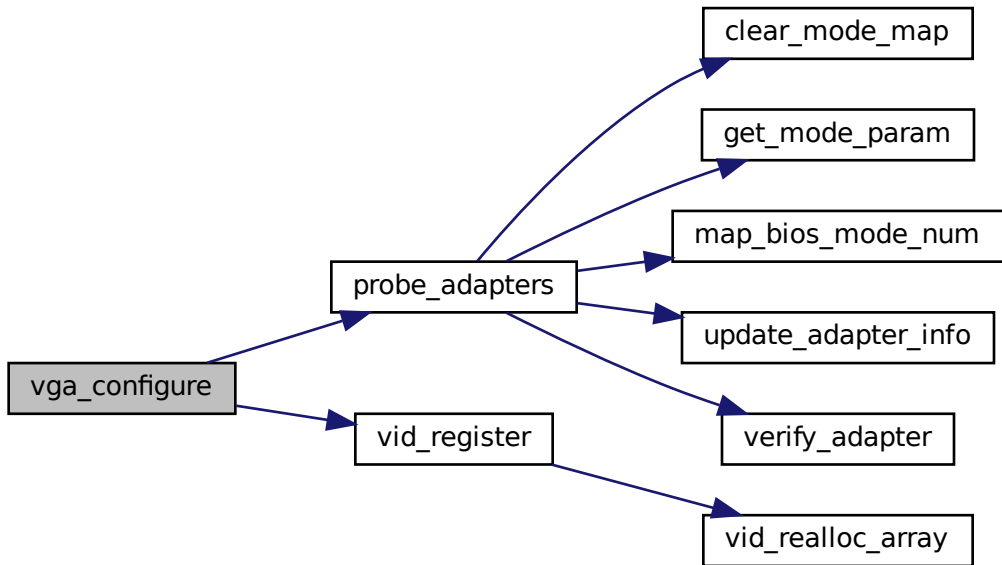 clear_mode_map
get_mode_param
map_bios_mode_num
probe_adapters
update_adapter_info
vga_configure
vid_register
verify_adapter
vid_realloc_array